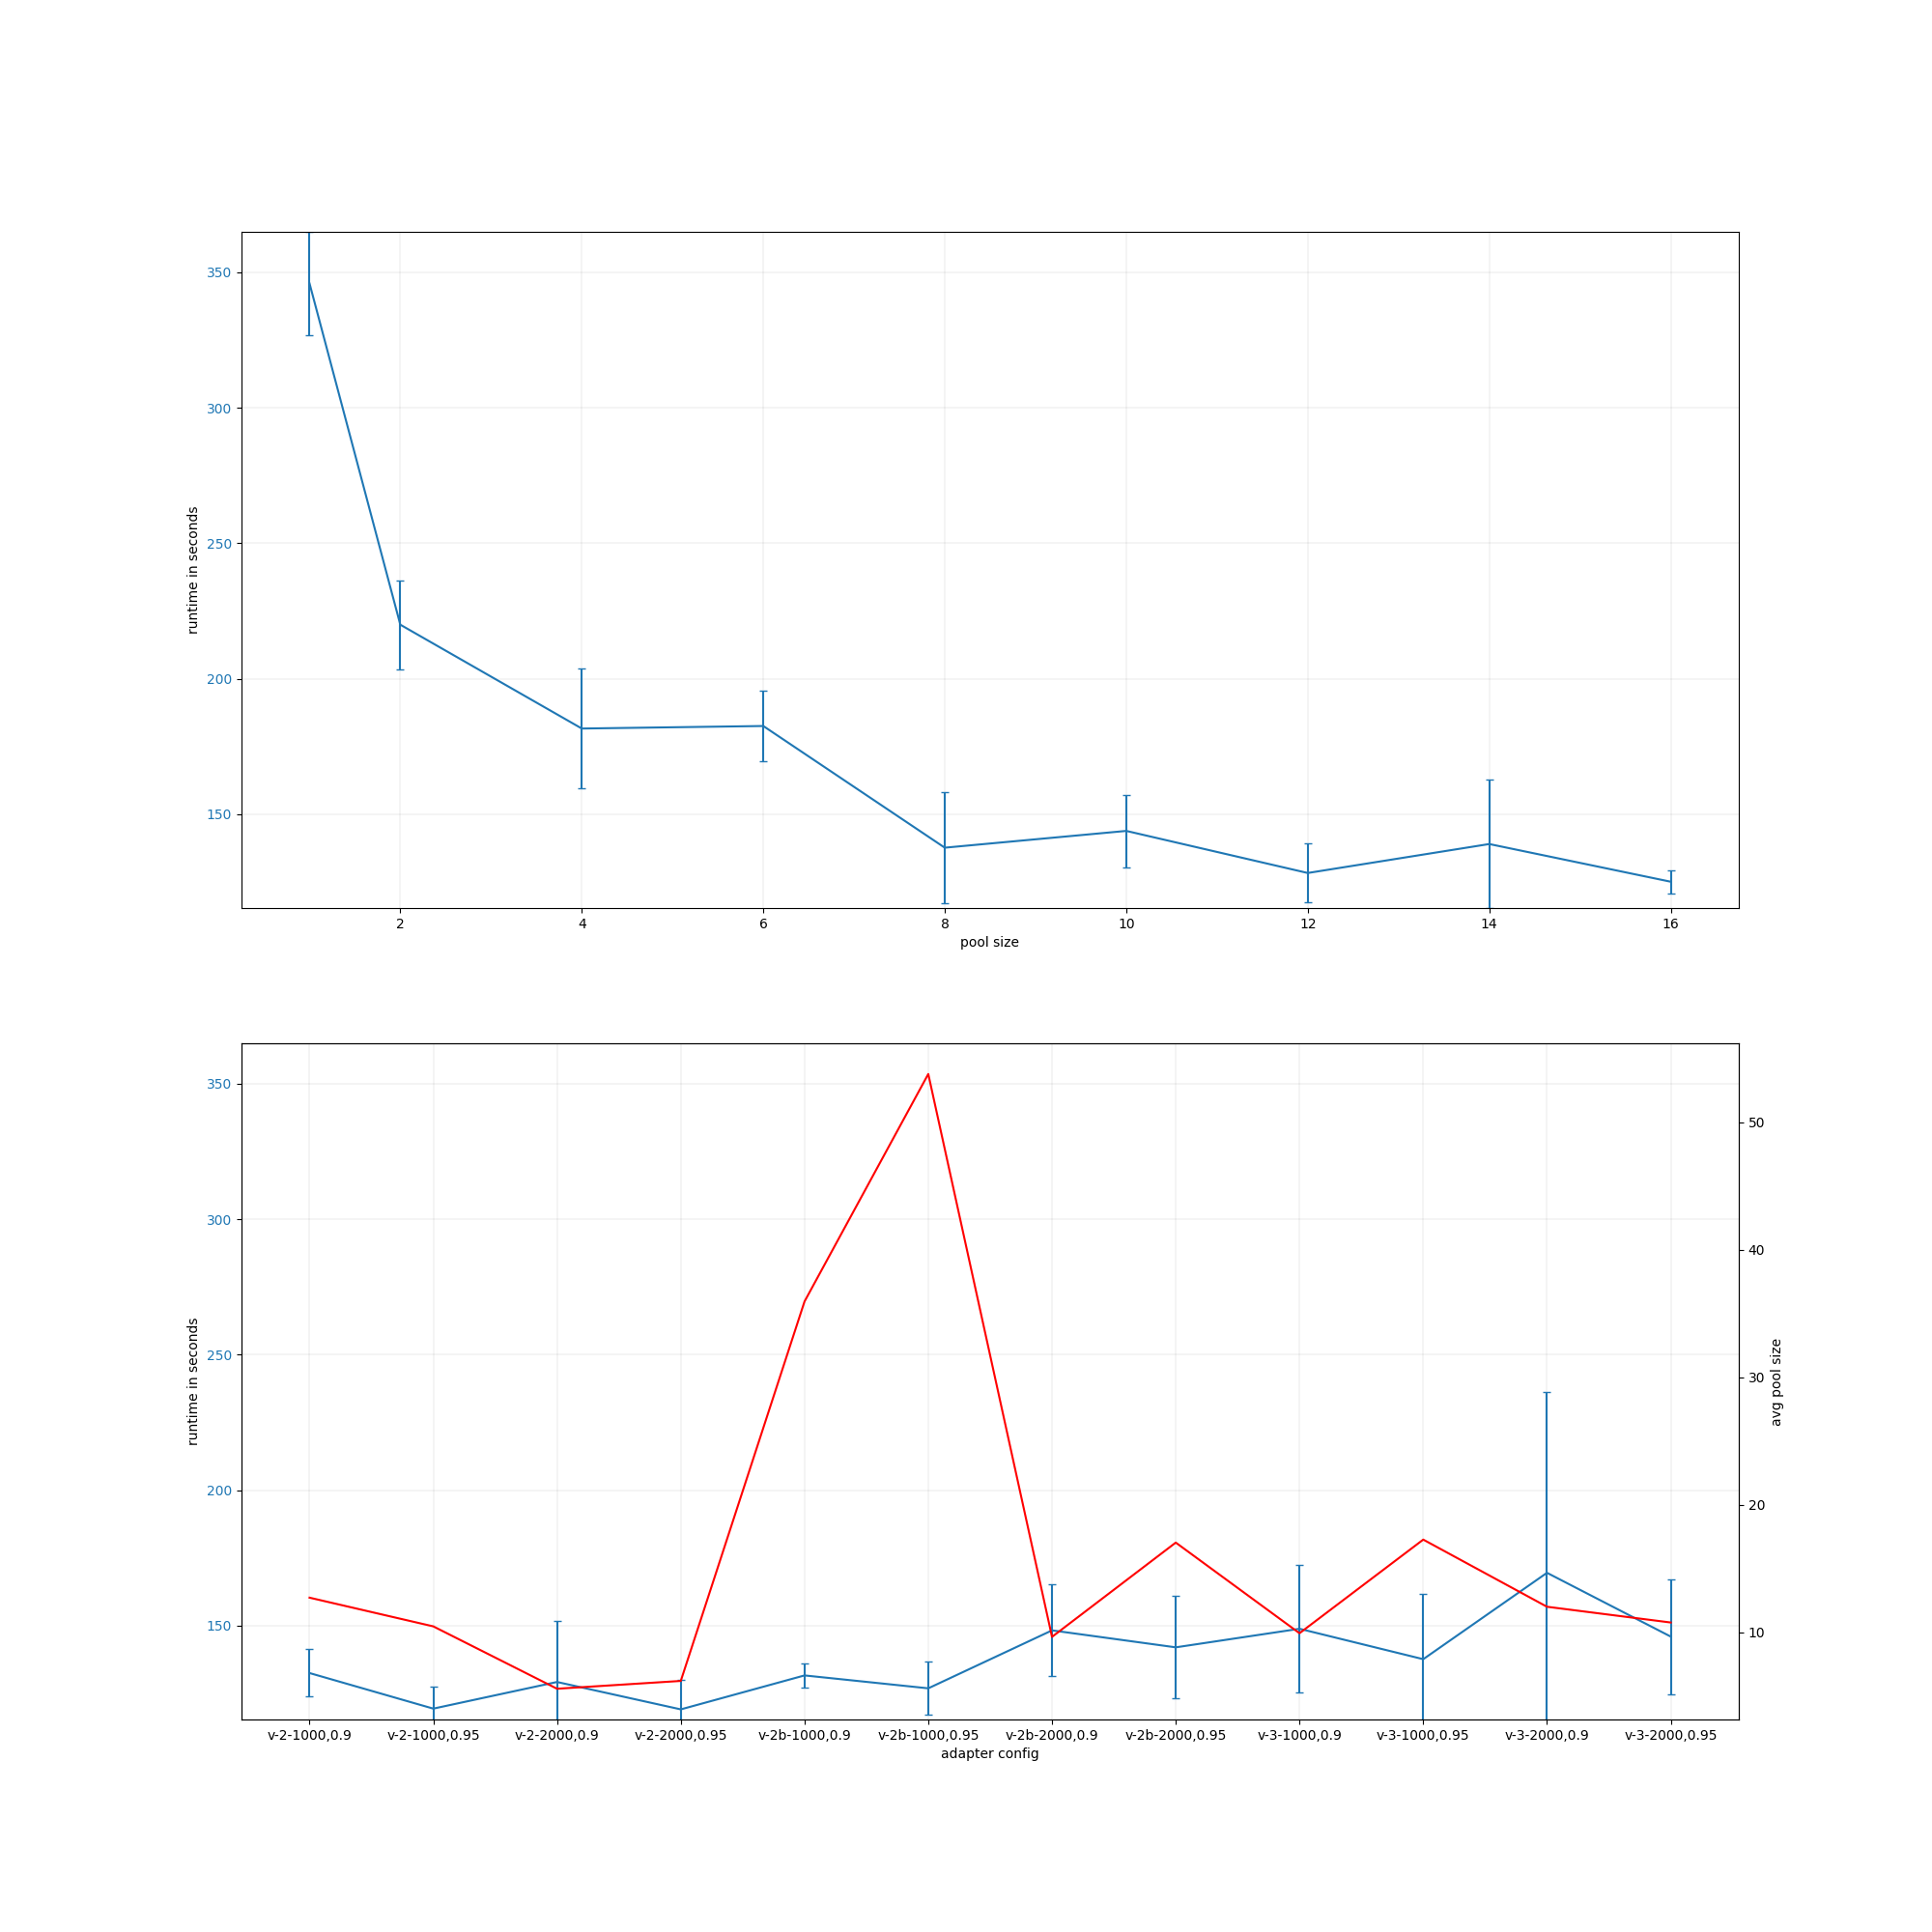 350
300
250
200
150
runtime in seconds
2 4 6 8 10 12 14 16
pool size
350
300
250
200
150
runtime in seconds
50
40
30
20
10
avg pool size
v-2-1000,0.9 v-2-1000,0.95 v-2-2000,0.9 v-2-2000,0.95 v-2b-1000,0.9 v-2b-1000,0.95 v-2b-2000,0.9 v-2b-2000,0.95 v-3-1000,0.9 v-3-1000,0.95 v-3-2000,0.9 v-3-2000,0.95
adapter config